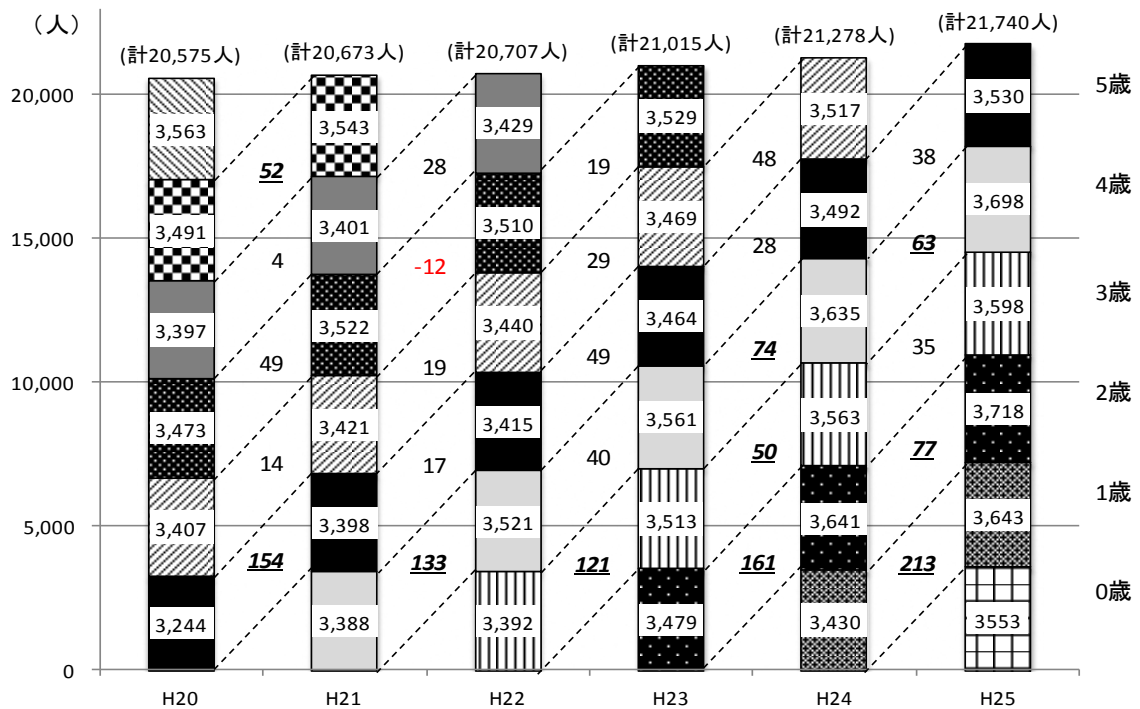 （人）
(計20,575人) (計20,673人) (計20,707人) (計21,015人) (計21,278人) (計21,740人)
20,000 5歳
3,563 3,543 3,429 3,529 3,517 3,530
52 28 19 48 38
4歳
3,491 3,401 3,510 3,469 3,492 3,698
15,000
4 -12 29 28 63
3歳
3,397 3,522 3,440 3,464 3,635 3,598
49 19 49 74 35
10,000
2歳
3,473 3,421 3,415 3,561 3,563 3,718
14 17 40 50 77
1歳
3,407 3,398 3,521 3,513 3,641 3,643
5,000
154 133 121 161 213
0歳
3,244 3,388 3,392 3,479 3,430 3553
0
H20 H21 H22 H23 H24 H25